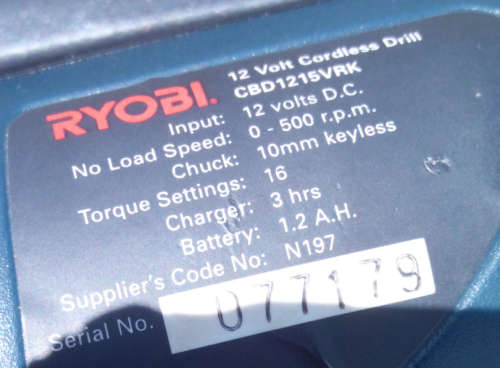 RYOBI. 12 Volt Cordless Drill
CBD1215VRK
Input: 12 volts D.C.
No Load Speed: 0 - 500 r.p.m.
Chuck: 10mm keyless
Torque Settings: 16
Charger: 3 hrs
Battery: 1.2 A.H.
Supplier's Code No: N197
Serial No. 077179